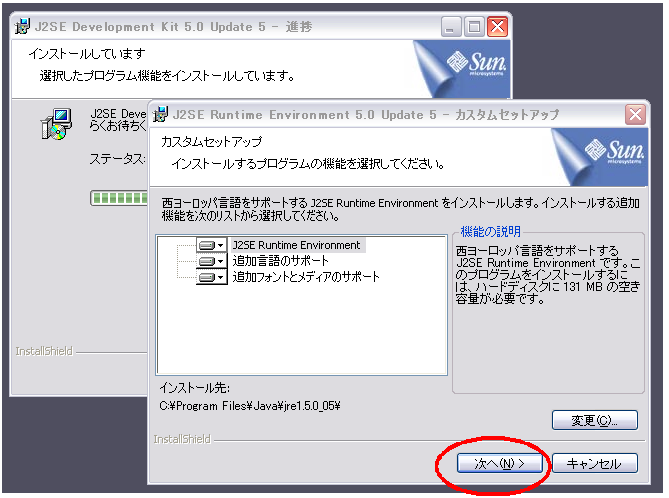 J2SE Development Kit 5.0 Update 5 - 進捗
インストールしています
選択したプログラム機能をインストールしています。
Sun
microsystems
J2SE Deve
らくお待ちく
ステータス:
InstallShield
J2SE Runtime Environment 5.0 Update 5 - カスタムセットアップ
カスタムセットアップ
インストールするプログラムの機能を選択してください。
Sun
microsystems
西ヨーロッパ言語をサポートする J2SE Runtime Environment をインストールします。インストールする追加
機能を次のリストから選択してください。
J2SE Runtime Environment
追加言語のサポート
追加フォントとメディアのサポート
機能の説明
西ヨーロッパ言語をサポートする
J2SE Runtime Environment です。こ
のプログラムをインストールするに
は、ハードディスクに 131 MB の空き
容量が必要です。
インストール先:
C:¥Program Files¥Java¥jre1.5.0_05¥
変更(C)...
InstallShield
次へ(N) >
キャンセル